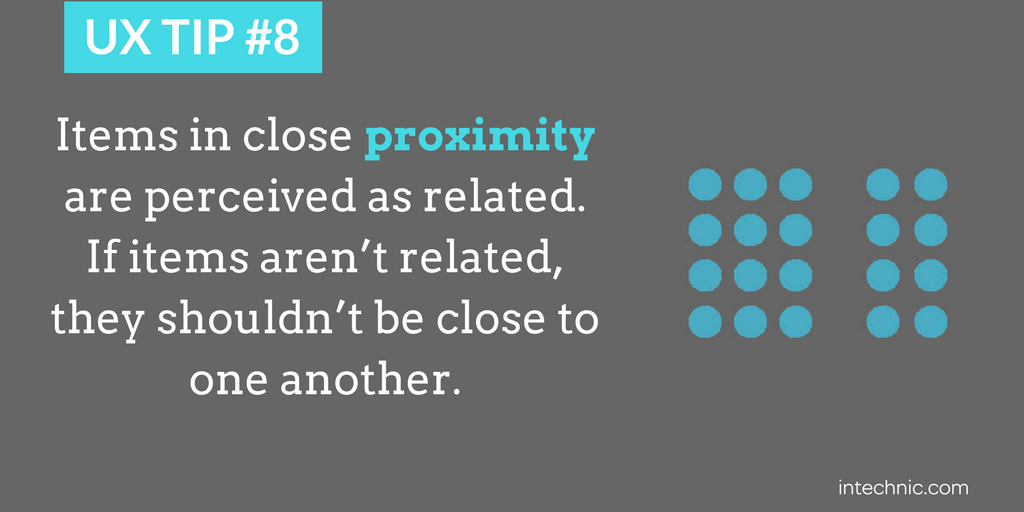 UX TIP #8
Items in close proximity
are perceived as related.
If items aren’t related,
they shouldn’t be close to
one another.
intechnic.com